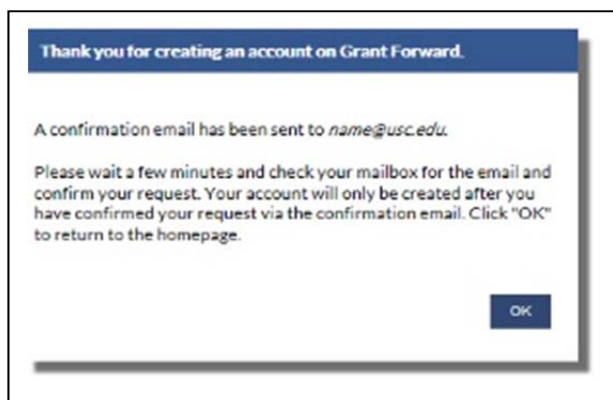 Thank you for creating an account on Grant Forward.
A confirmation email has been sent to name@usc.edu.
Please wait a few minutes and check your mailbox for the email and
confirm your request. Your account will only be created after you
have confirmed your request via the confirmation email. Click "OK"
to return to the homepage.
OK